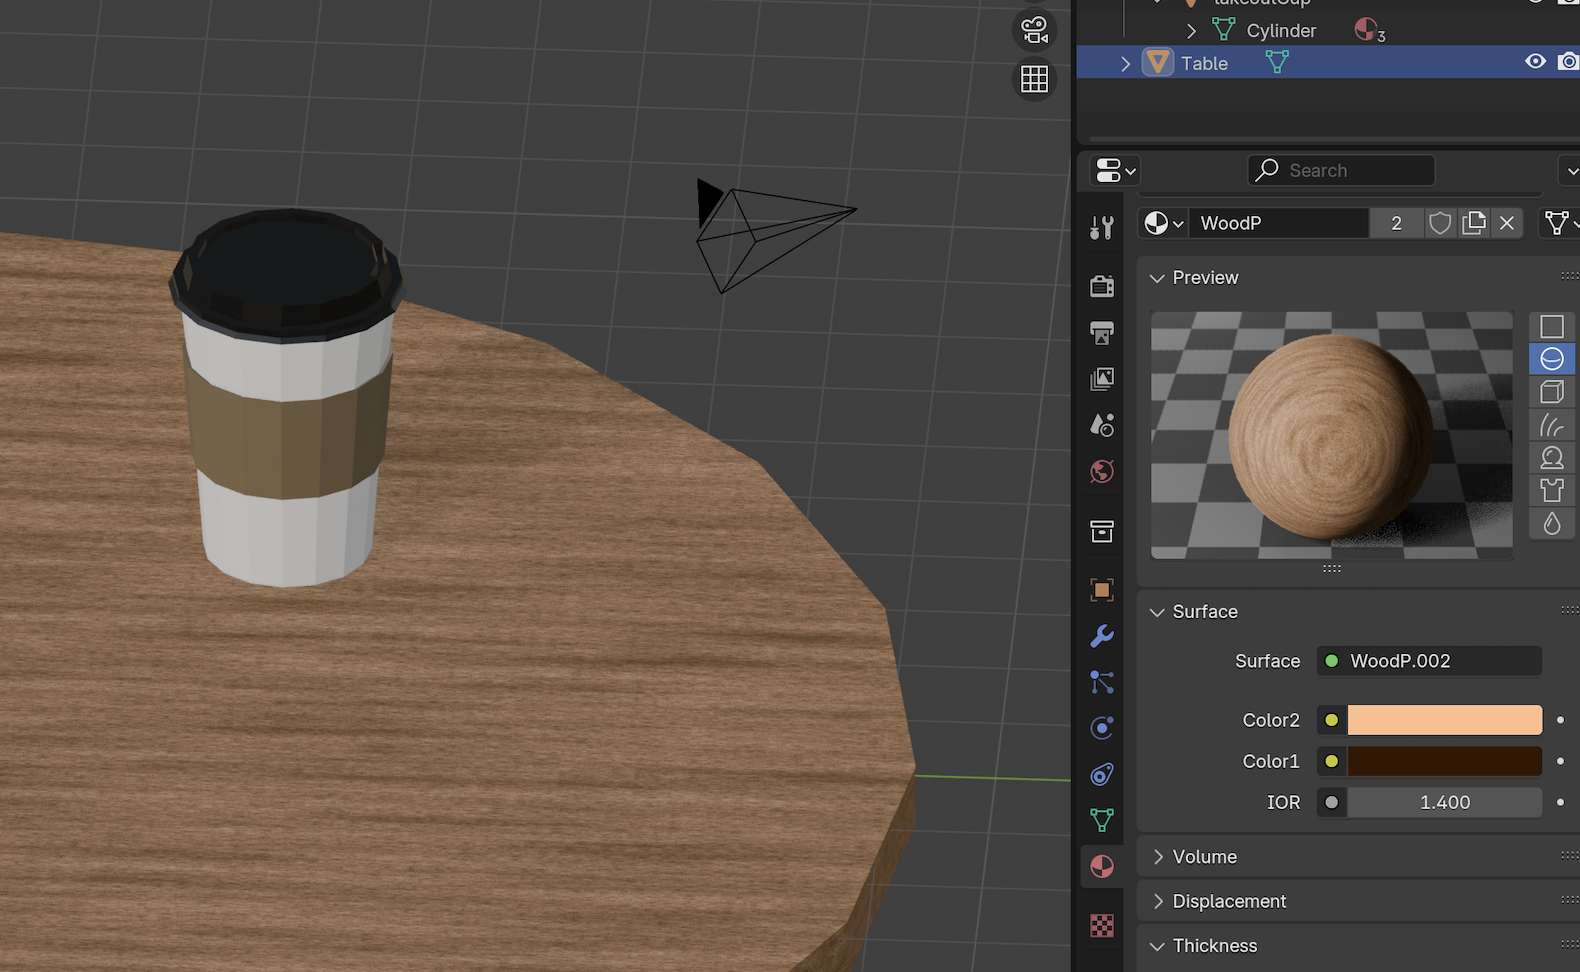 takeoutCup
Cylinder
3
Table
Search
WoodP
2
Preview
Surface
Surface WoodP.002
Color2
Color1
IOR 1.400
Volume
Displacement
Thickness